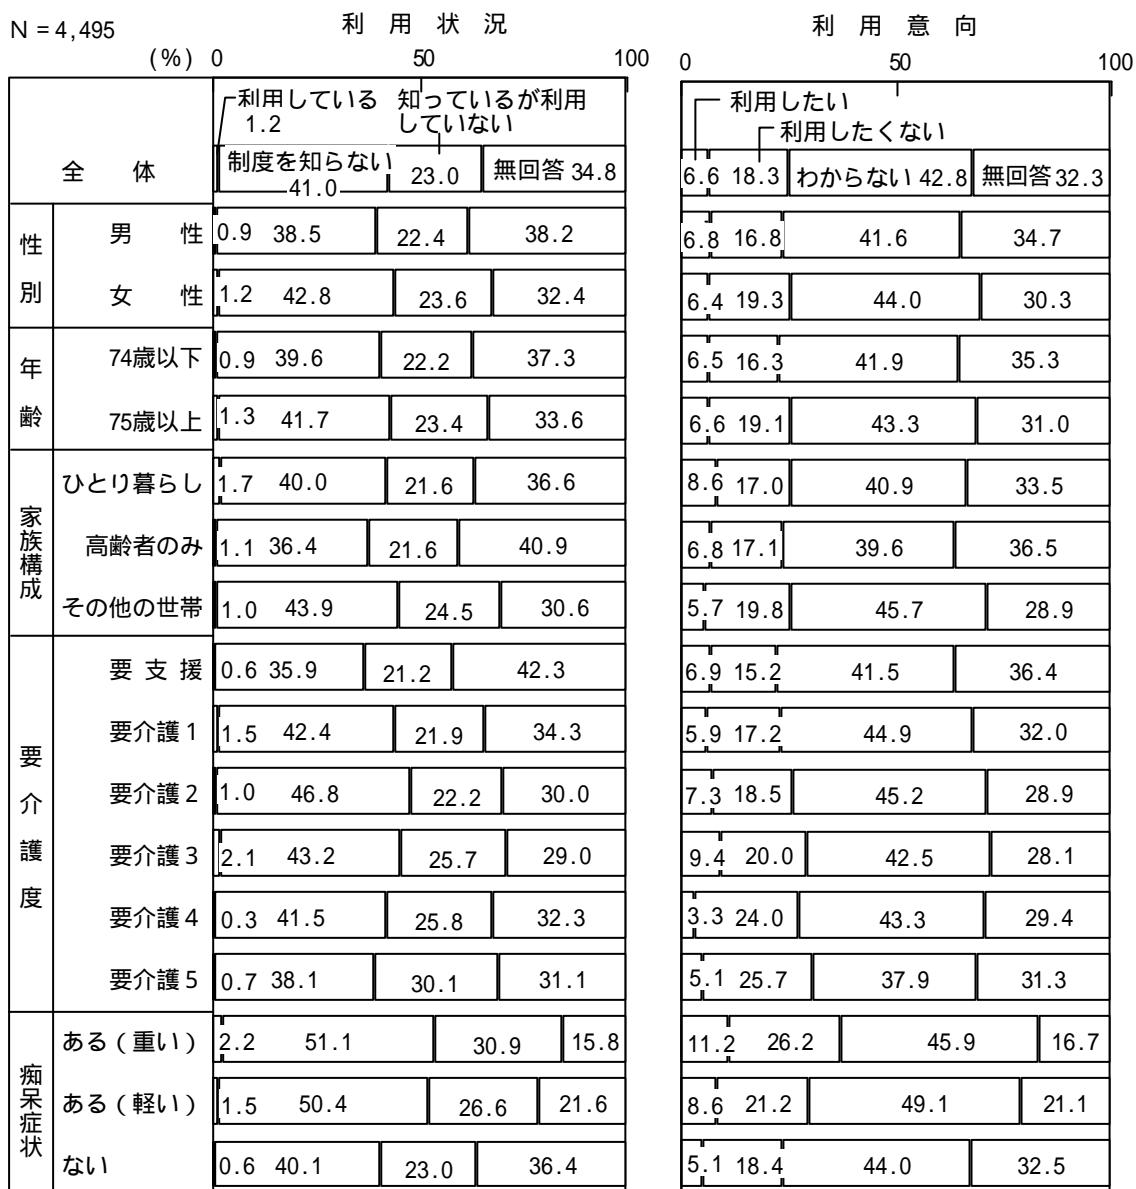 N = 4,495
利 用 状 況
利 用 意 向
(%) 0 50 100
0 50 100
利用している 1.2
知っているが利用していない
利用したい
利用したくない
全 体 制度を知らない 41.0 23.0 無回答 34.8 6.6 18.3 わからない 42.8 無回答 32.3
性別
男 性 0.9 38.5 22.4 38.2 6.8 16.8 41.6 34.7
女 性 1.2 42.8 23.6 32.4 6.4 19.3 44.0 30.3
年齢
74歳以下 0.9 39.6 22.2 37.3 6.5 16.3 41.9 35.3
75歳以上 1.3 41.7 23.4 33.6 6.6 19.1 43.3 31.0
家族構成
ひとり暮らし 1.7 40.0 21.6 36.6 8.6 17.0 40.9 33.5
高齢者のみ 1.1 36.4 21.6 40.9 6.8 17.1 39.6 36.5
その他の世帯 1.0 43.9 24.5 30.6 5.7 19.8 45.7 28.9
要介護度
要 支 援 0.6 35.9 21.2 42.3 6.9 15.2 41.5 36.4
要介護1 1.5 42.4 21.9 34.3 5.9 17.2 44.9 32.0
要介護2 1.0 46.8 22.2 30.0 7.3 18.5 45.2 28.9
要介護3 2.1 43.2 25.7 29.0 9.4 20.0 42.5 28.1
要介護4 0.3 41.5 25.8 32.3 3.3 24.0 43.3 29.4
要介護5 0.7 38.1 30.1 31.1 5.1 25.7 37.9 31.3
痴呆症状
ある(重い) 2.2 51.1 30.9 15.8 11.2 26.2 45.9 16.7
ある(軽い) 1.5 50.4 26.6 21.6 8.6 21.2 49.1 21.1
ない 0.6 40.1 23.0 36.4 5.1 18.4 44.0 32.5